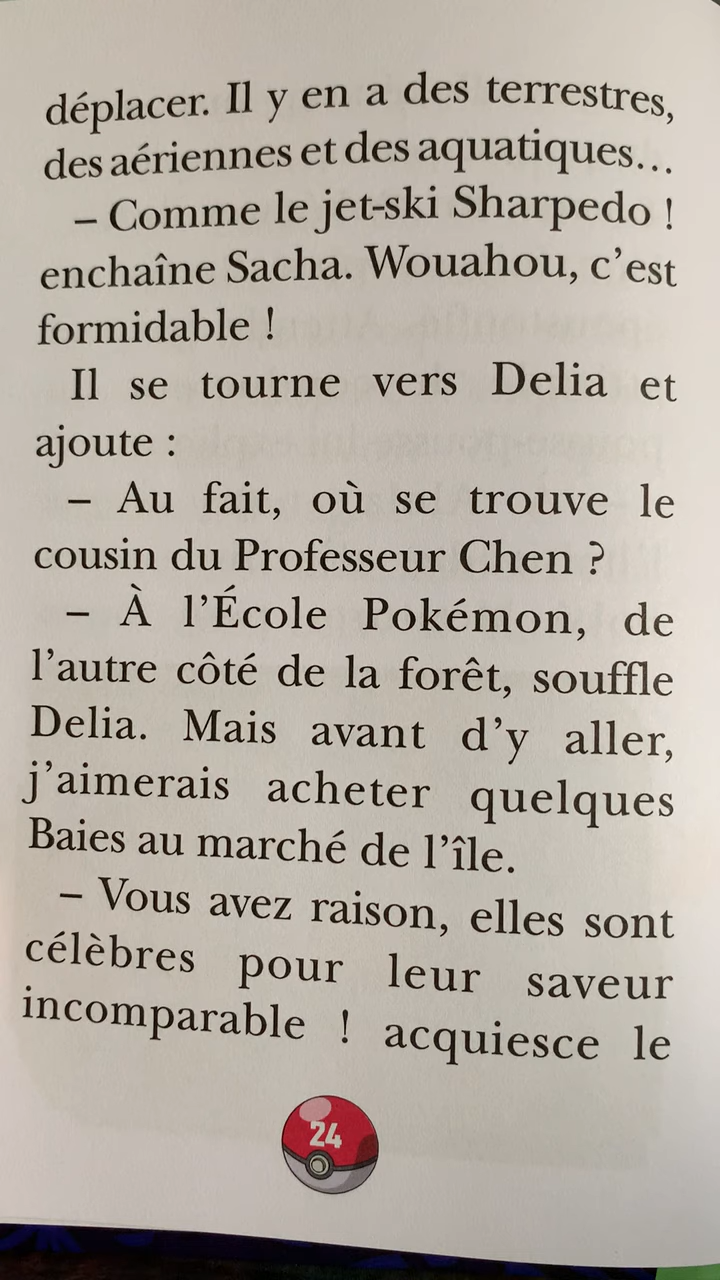 déplacer. Il y en a des terrestres,
des aériennes et des aquatiques...
– Comme le jet-ski Sharpedo !
enchaîne Sacha. Wouahou, c'est
formidable !
Il se tourne vers Delia et
ajoute :
– Au fait, où se trouve le
cousin du Professeur Chen ?
– À l'École Pokémon, de
l'autre côté de la forêt, souffle
Delia. Mais avant d'y aller,
j'aimerais acheter quelques
Baies au marché de l'île.
– Vous avez raison, elles sont
célèbres pour leur saveur
incomparable ! acquiesce le
24